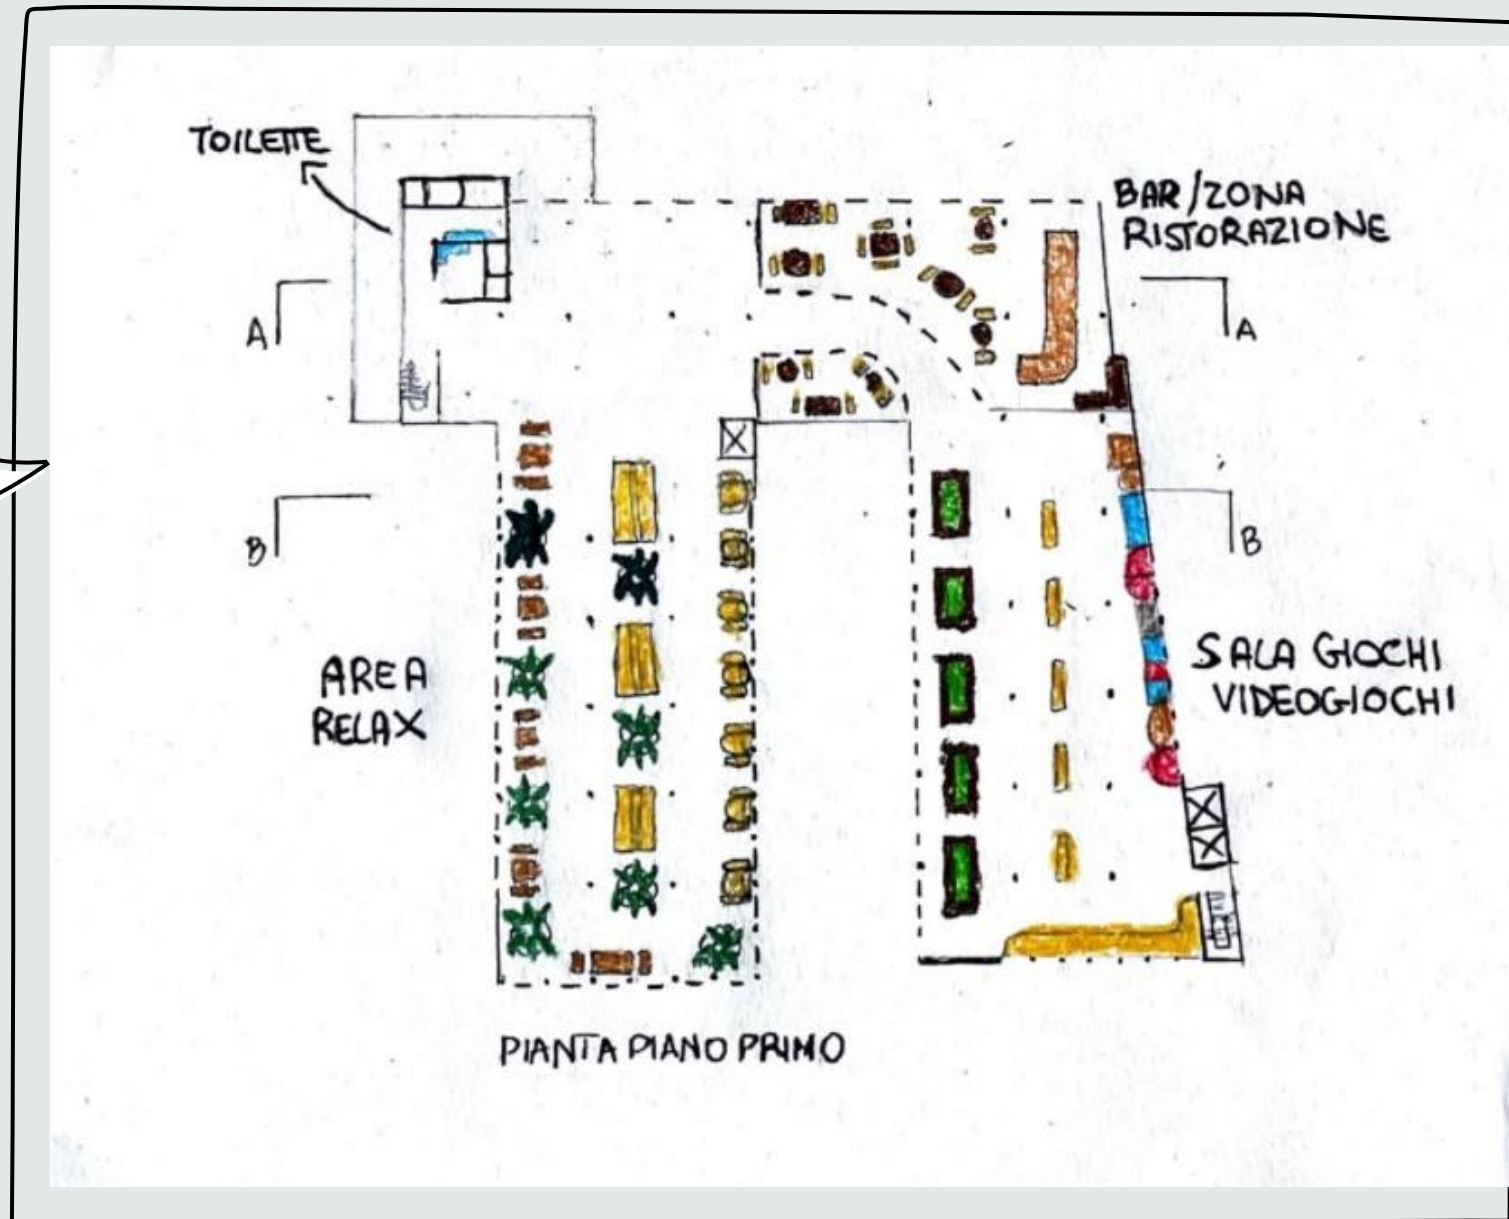 TOILETTE
BAR/ZONA
RISTORAZIONE
A
A
B
B
AREA
RELAX
SALA GIOCHI
VIDEOGIOCHI
PIANTA PIANO PRIMO